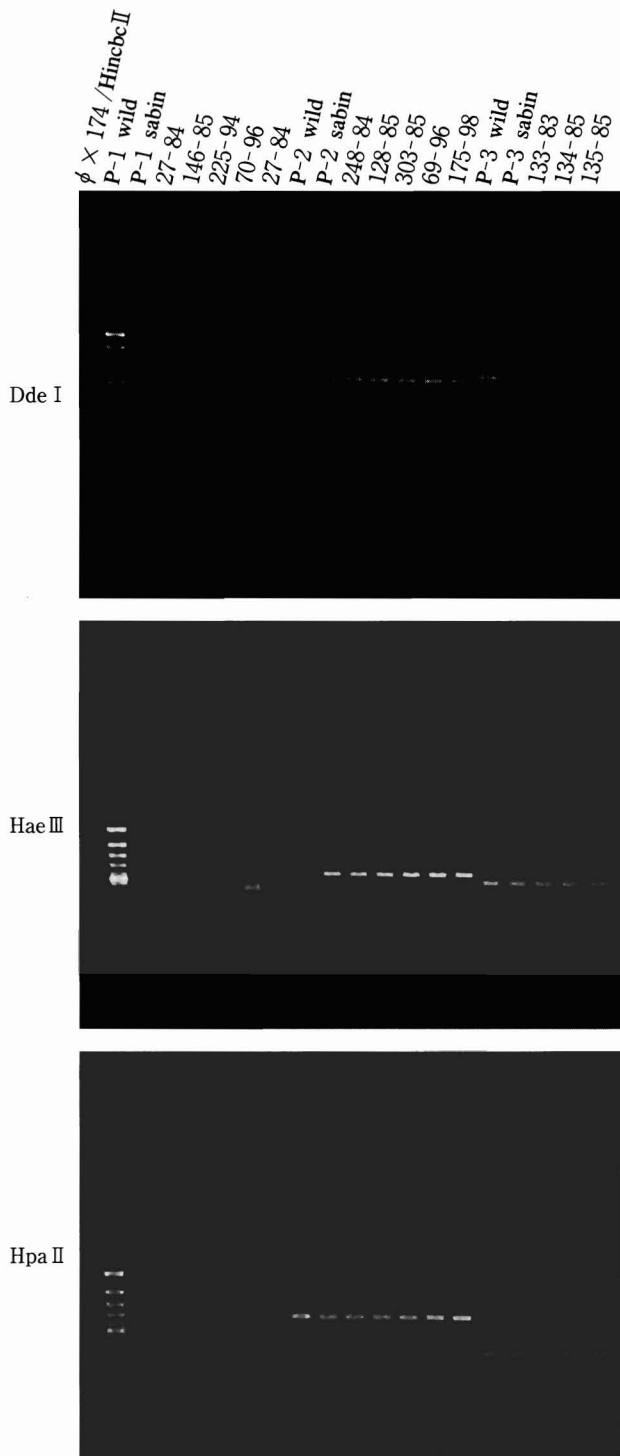 φ × 174 /HincbcⅡ
P-1 wild
P-1 sabin
27-84
146-85
225-94
70-96
27-84
P-2 wild
P-2 sabin
248-84
128-85
303-85
69-96
175-98
P-3 wild
P-3 sabin
133-83
134-85
135-85
Dde Ⅰ
Hae Ⅲ
Hpa Ⅱ